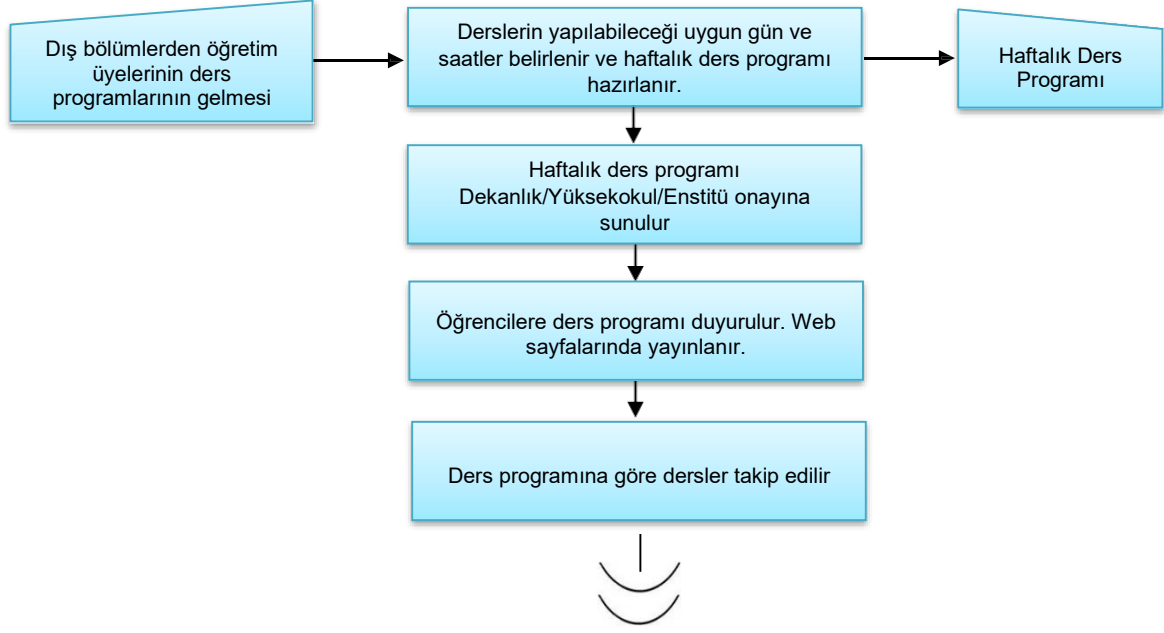 Dış bölümlerden öğretim
üyelerinin ders
programlarının gelmesi
Derslerin yapılabileceği uygun gün ve
saatler belirlenir ve haftalık ders programı
hazırlanır.
Haftalık Ders
Programı
Haftalık ders programı
Dekanlık/Yüksekokul/Enstitü onayına
sunulur
Öğrencilere ders programı duyurulur. Web
sayfalarında yayınlanır.
Ders programına göre dersler takip edilir